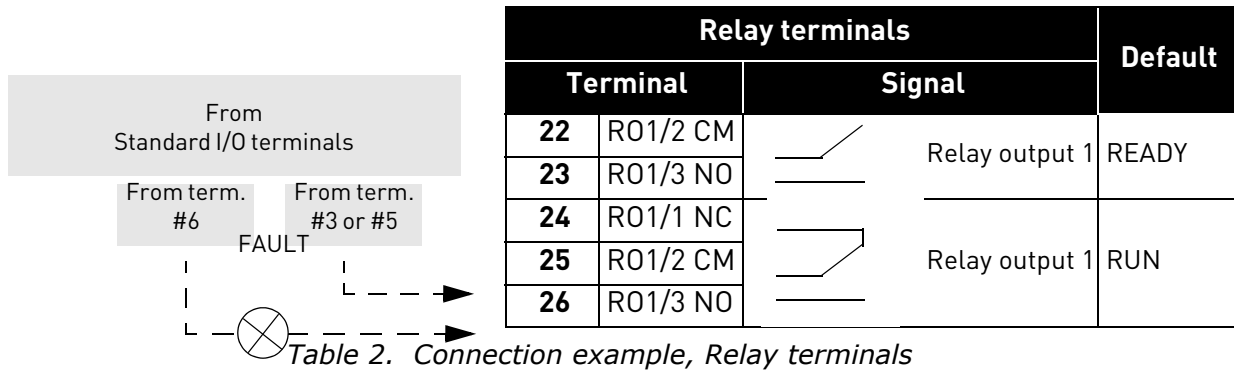 Relay terminals
Default
Terminal Signal
From
Standard I/O terminals
From term.
#6
From term.
#3 or #5
FAULT
22 RO1/2 CM
Relay output 1 READY
23 RO1/3 NO
24 RO1/1 NC
25 RO1/2 CM
Relay output 1 RUN
26 RO1/3 NO
Table 2. Connection example, Relay terminals